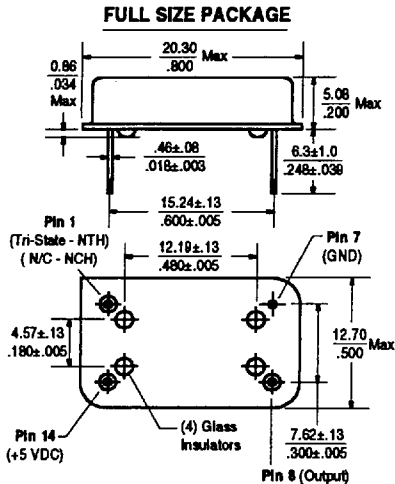 FULL SIZE PACKAGE
20.30
.800
Max
0.86
.034
Max
5.08
.200
Max
.46±.08
.018±.003
6.3±1.0
.248±.039
15.24±.13
.600±.005
Pin 1
(Tri-State - NTH)
( N/C - NCH)
12.19±.13
.480±.005
Pin 7
(GND)
4.57±.13
.180±.005
12.70
.500
Max
Pin 14
(+5 VDC)
(4) Glass
Insulators
7.62±.13
.300±.005
Pin 8 (Output)